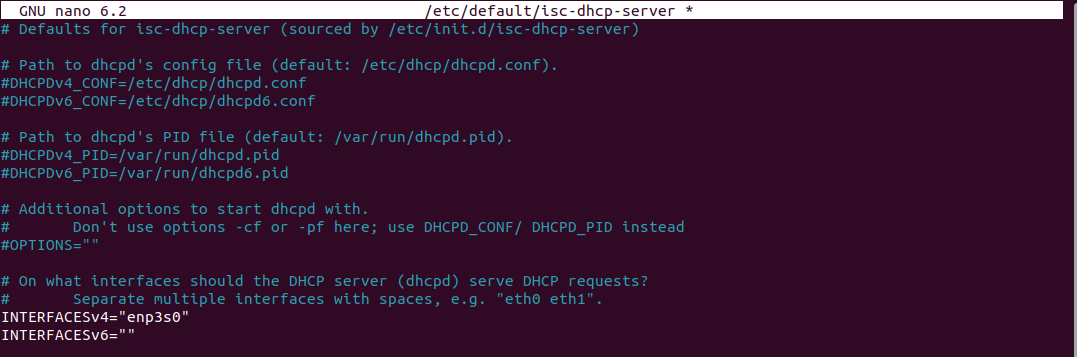 GNU nano 6.2 /etc/default/isc-dhcp-server *
# Defaults for isc-dhcp-server (sourced by /etc/init.d/isc-dhcp-server)
# Path to dhcpd's config file (default: /etc/dhcp/dhcpd.conf).
#DHCPDv4_CONF=/etc/dhcp/dhcpd.conf
#DHCPDv6_CONF=/etc/dhcp/dhcpd6.conf
# Path to dhcpd's PID file (default: /var/run/dhcpd.pid).
#DHCPDv4_PID=/var/run/dhcpd.pid
#DHCPDv6_PID=/var/run/dhcpd6.pid
# Additional options to start dhcpd with.
#       Don't use options -cf or -pf here; use DHCPD_CONF/ DHCPD_PID instead
#OPTIONS=""
# On what interfaces should the DHCP server (dhcpd) serve DHCP requests?
#       Separate multiple interfaces with spaces, e.g. "eth0 eth1".
INTERFACESv4="enp3s0"
INTERFACESv6=""